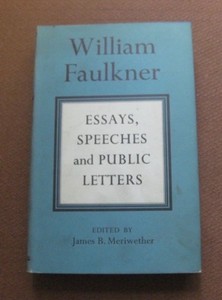 William
Faulkner
ESSAYS,
SPEECHES
and PUBLIC
LETTERS
EDITED BY
James B. Meriwether